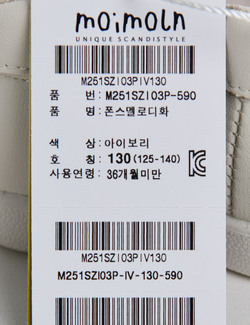 moimoln
UNIQUE SCANDISTYLE
M251SZI03PIV130
품 번: M251SZI03P-590
품 명: 폰스멜로디화
색 상: 아이보리
호 칭: 130 (125-140)
사용연령: 36개월미만
M251SZI03PIV130
M251SZI03P-IV-130-590